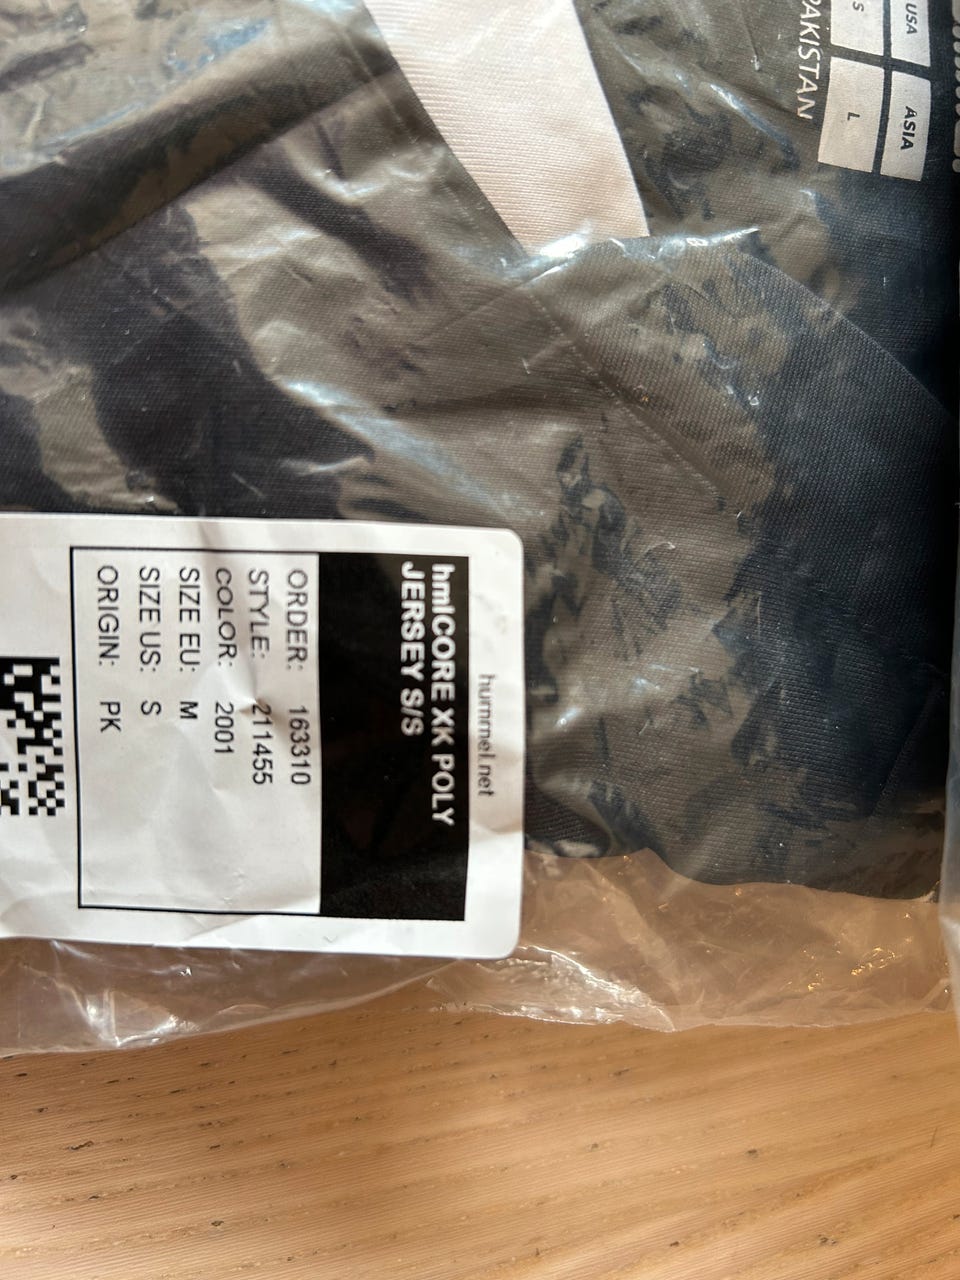 USA
ASIA
S
L
PAKISTAN
hummel.net
hmlCORE XK POLY
JERSEY S/S
ORDER: 163310
STYLE: 211455
COLOR: 2001
SIZE EU: M
SIZE US: S
ORIGIN: PK